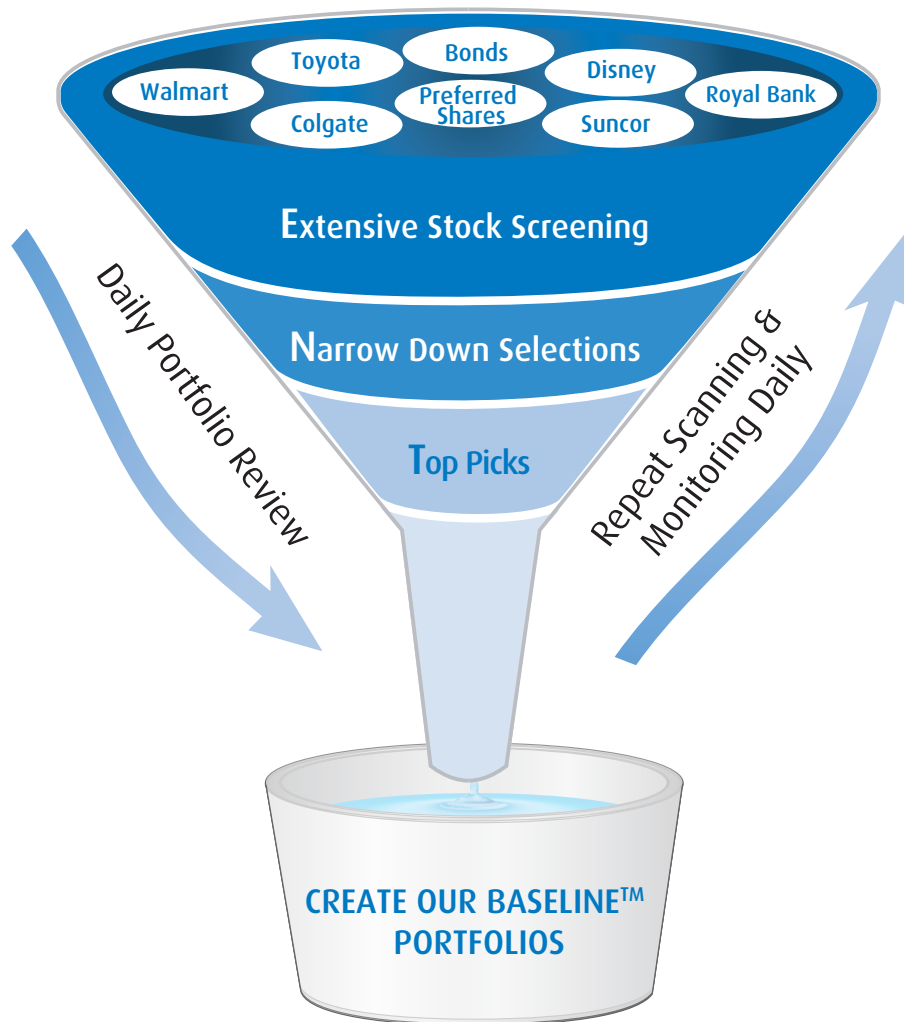 Bonds
Toyota
Disney
Walmart
Preferred
Shares
Royal Bank
Colgate
Suncor
Extensive Stock Screening
Narrow Down Selections
Top Picks
Daily Portfolio Review
Repeat Scanning &
Monitoring Daily
CREATE OUR BASELINE™
PORTFOLIOS